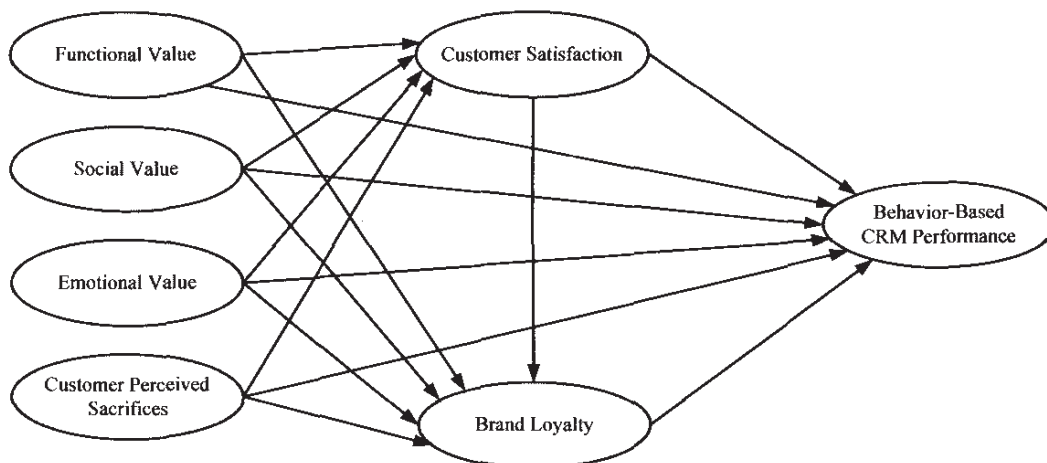 Functional Value
Customer Satisfaction
Social Value
Behavior-Based
CRM Performance
Emotional Value
Customer Perceived
Sacrifices
Brand Loyalty